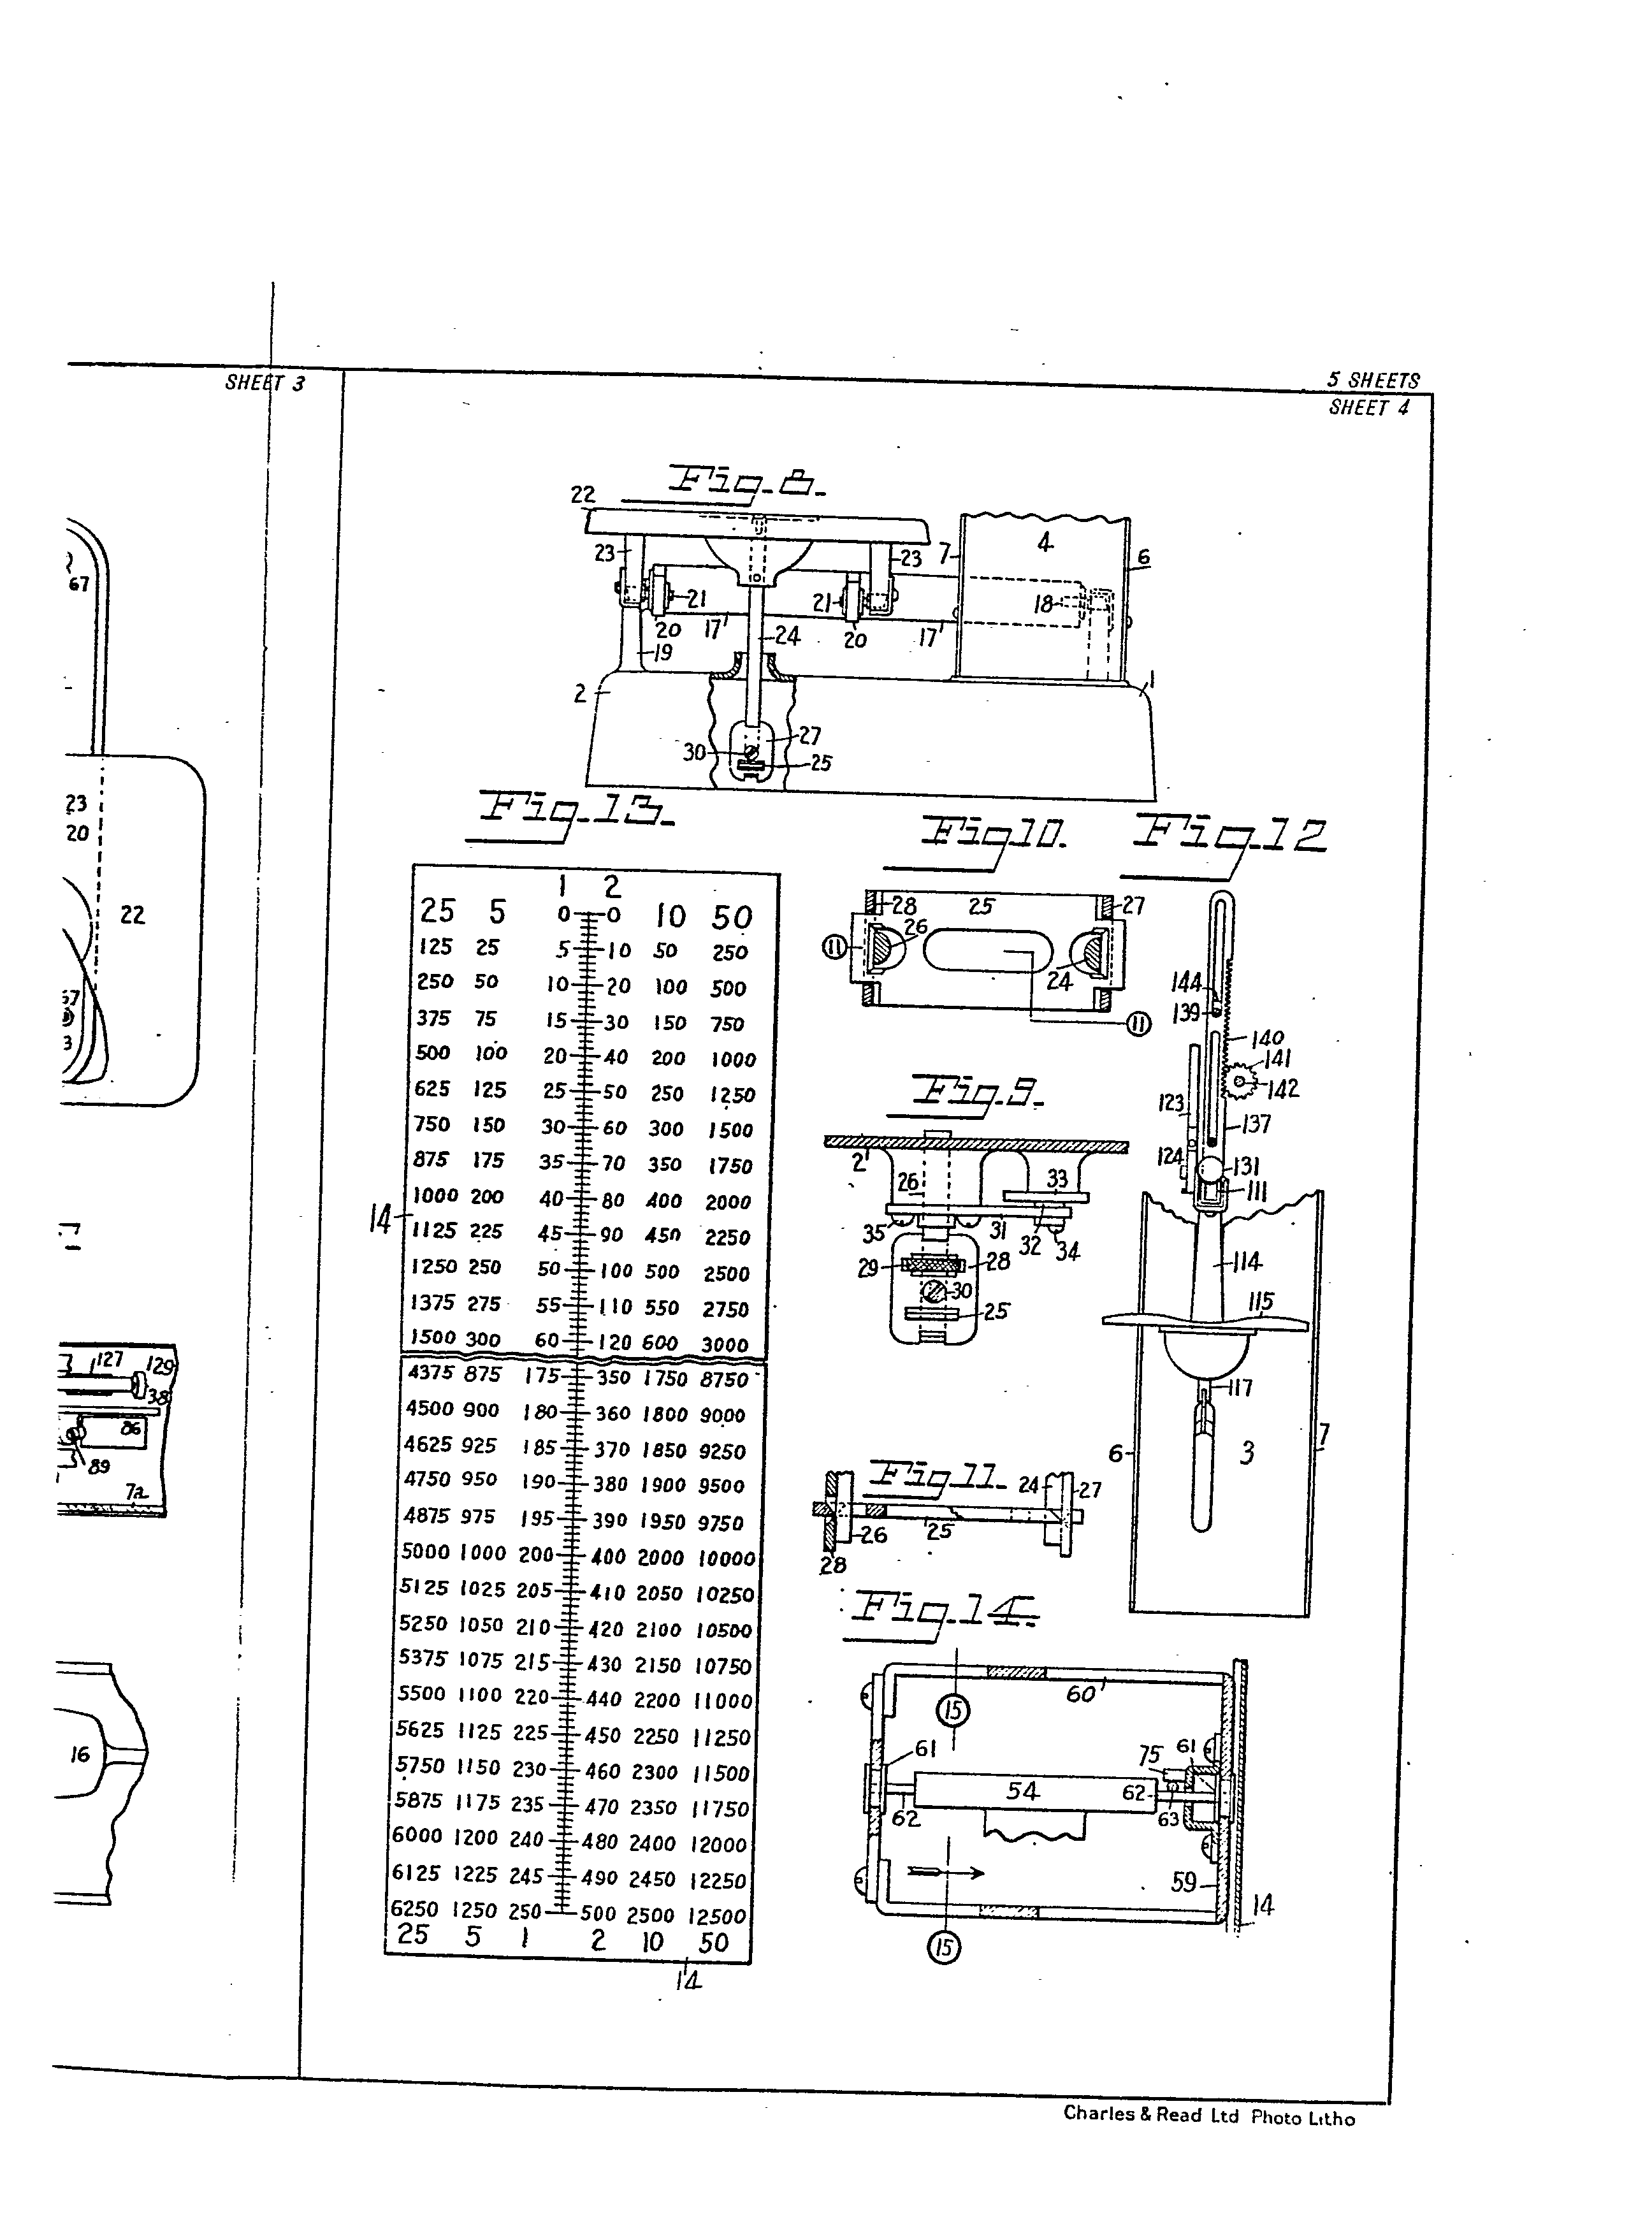 SHEET 3
5 SHEETS
SHEET 4
67
23
20
22
3
127
129
38
86
89
7a
16
Fig. 8.
22
23
23
7
4
6
21
21
18
20
17
24
20
17
19
2
1
30
27
25
Fig. 13.
1 2
25 5 0 0 10 50
125 25 5 10 50 250
250 50 10 20 100 500
375 75 15 30 150 750
500 100 20 40 200 1000
625 125 25 50 250 1250
750 150 30 60 300 1500
875 175 35 70 350 1750
1000 200 40 80 400 2000
1125 225 45 90 450 2250
1250 250 50 100 500 2500
1375 275 55 110 550 2750
1500 300 60 120 600 3000
4375 875 175 350 1750 8750
4500 900 180 360 1800 9000
4625 925 185 370 1850 9250
4750 950 190 380 1900 9500
4875 975 195 390 1950 9750
5000 1000 200 400 2000 10000
5125 1025 205 410 2050 10250
5250 1050 210 420 2100 10500
5375 1075 215 430 2150 10750
5500 1100 220 440 2200 11000
5625 1125 225 450 2250 11250
5750 1150 230 460 2300 11500
5875 1175 235 470 2350 11750
6000 1200 240 480 2400 12000
6125 1225 245 490 2450 12250
6250 1250 250 500 2500 12500
25 5 1 2 10 50
14
14
Fig 10.
28
25
27
26
11
24
11
Fig. 12
144
139
140
141
142
123
137
124
131
111
114
115
117
6
3
7
Fig. 9.
2
26
33
35
31
32
34
29
28
30
25
Fig 11.
24
27
26
25
28
Fig. 14.
60
15
61
75
61
54
62
62
63
59
14
15
Charles & Read Ltd Photo Litho